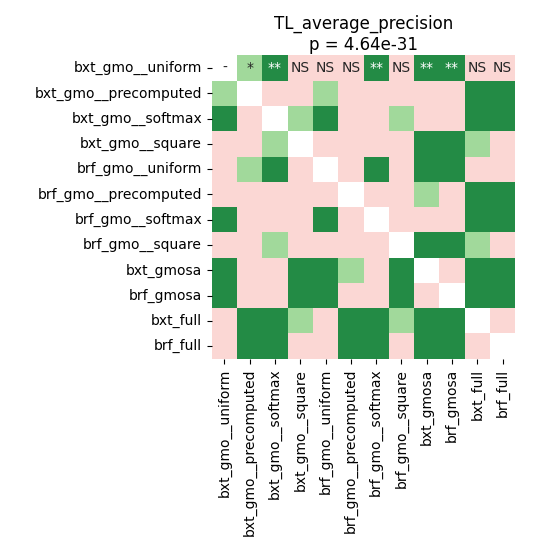 TL_average_precision
p = 4.64e-31
bxt_gmo__uniform - * ** NS NS NS ** NS ** ** NS NS
bxt_gmo__precomputed
bxt_gmo__softmax
bxt_gmo__square
brf_gmo__uniform
brf_gmo__precomputed
brf_gmo__softmax
brf_gmo__square
bxt_gmosa
brf_gmosa
bxt_full
brf_full
bxt_gmo__uniform
bxt_gmo__precomputed
bxt_gmo__softmax
bxt_gmo__square
brf_gmo__uniform
brf_gmo__precomputed
brf_gmo__softmax
brf_gmo__square
bxt_gmosa
brf_gmosa
bxt_full
brf_full